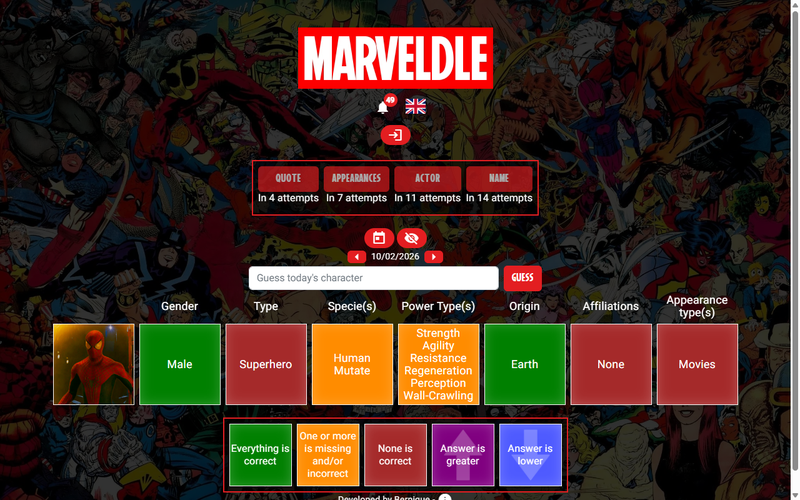 MARVELDLE
49
QUOTE APPEARANCES ACTOR NAME
In 4 attempts In 7 attempts In 11 attempts In 14 attempts
10/02/2026
Guess today's character GUESS
Gender Type Specie(s) Power Type(s) Origin Affiliations Appearance
type(s)
Male Superhero Human
Mutate
Strength
Agility
Resistance
Regeneration
Perception
Wall-Crawling
Earth None Movies
Everything is
correct
One or more
is missing
and/or
incorrect
None is
correct
Answer is
greater
Answer is
lower
Developed by Bernique -